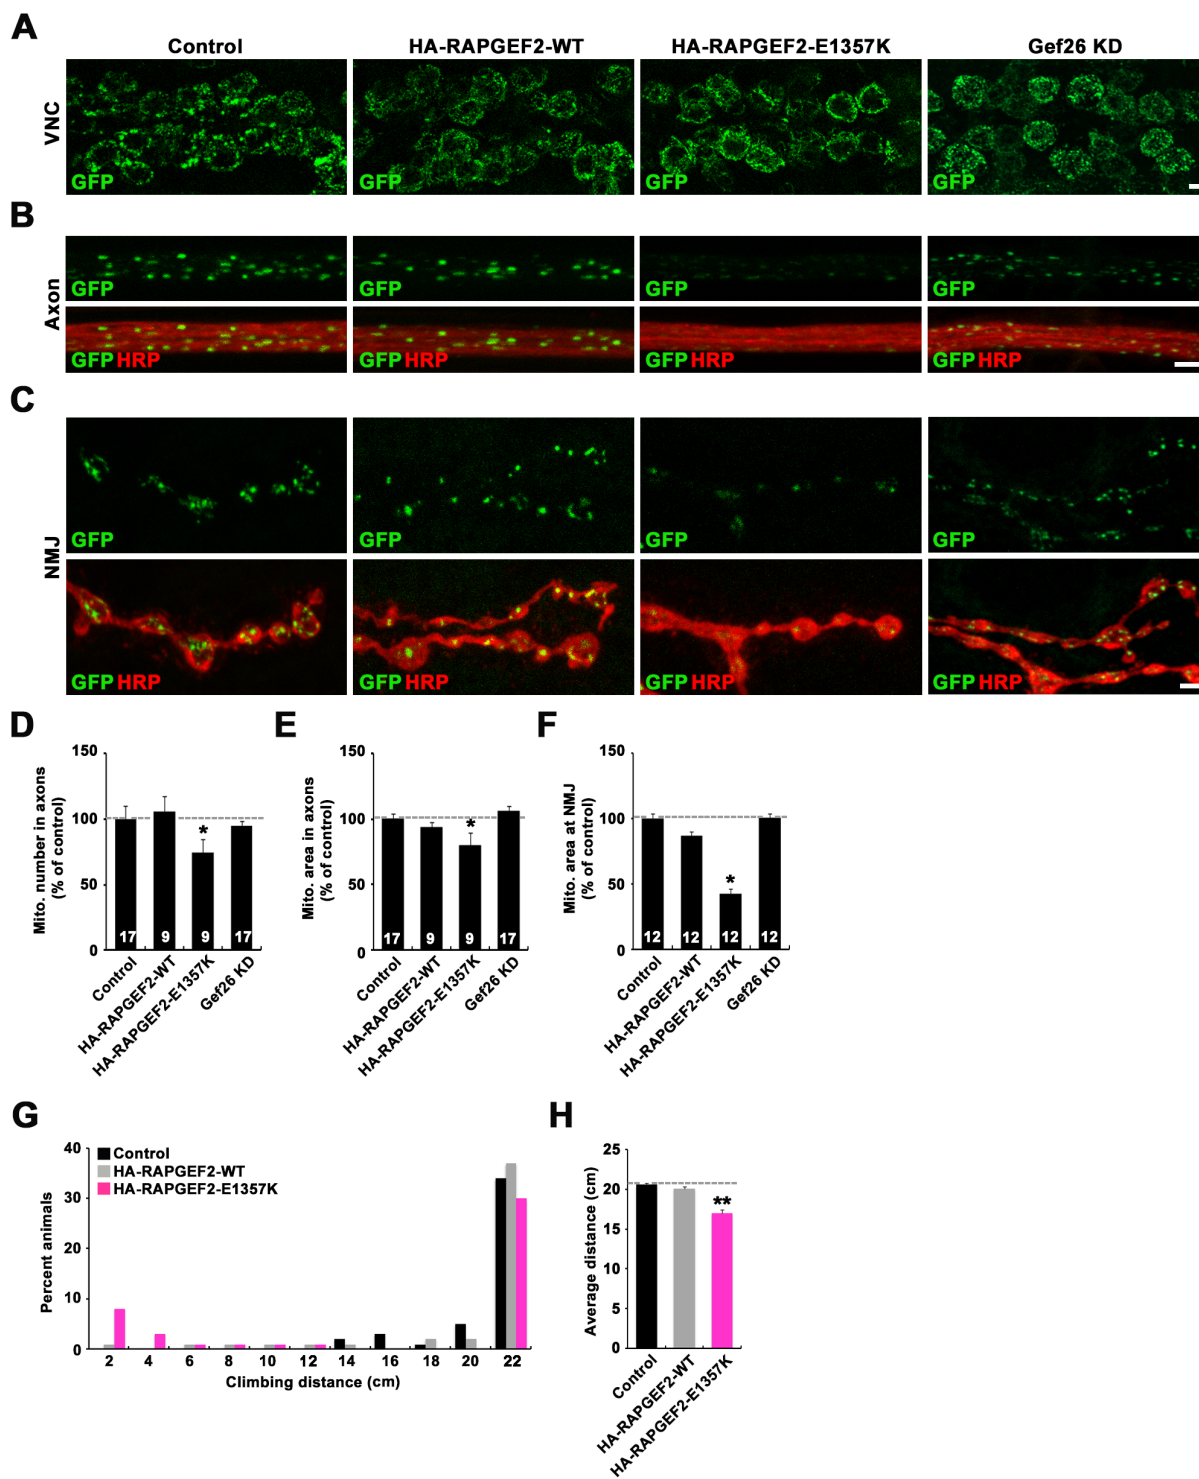 A
Control HA-RAPGEF2-WT HA-RAPGEF2-E1357K Gef26 KD
VNC
GFP GFP GFP GFP
B
Axon
GFP GFP GFP GFP
GFP HRP GFP HRP GFP HRP GFP HRP
C
NMJ
GFP GFP GFP GFP
GFP HRP GFP HRP GFP HRP GFP HRP
D
Mito. number in axons
(% of control)
150
100
50
0
*
17 9 9 17
Control
HA-RAPGEF2-WT
HA-RAPGEF2-E1357K
Gef26 KD
E
Mito. area in axons
(% of control)
150
100
50
0
*
17 9 9 17
Control
HA-RAPGEF2-WT
HA-RAPGEF2-E1357K
Gef26 KD
F
Mito. area at NMJ
(% of control)
150
100
50
0
*
12 12 12 12
Control
HA-RAPGEF2-WT
HA-RAPGEF2-E1357K
Gef26 KD
G
Percent animals
40
30
20
10
0
Control
HA-RAPGEF2-WT
HA-RAPGEF2-E1357K
2 4 6 8 10 12 14 16 18 20 22
Climbing distance (cm)
H
Average distance (cm)
25
20
15
10
5
0
**
Control
HA-RAPGEF2-WT
HA-RAPGEF2-E1357K